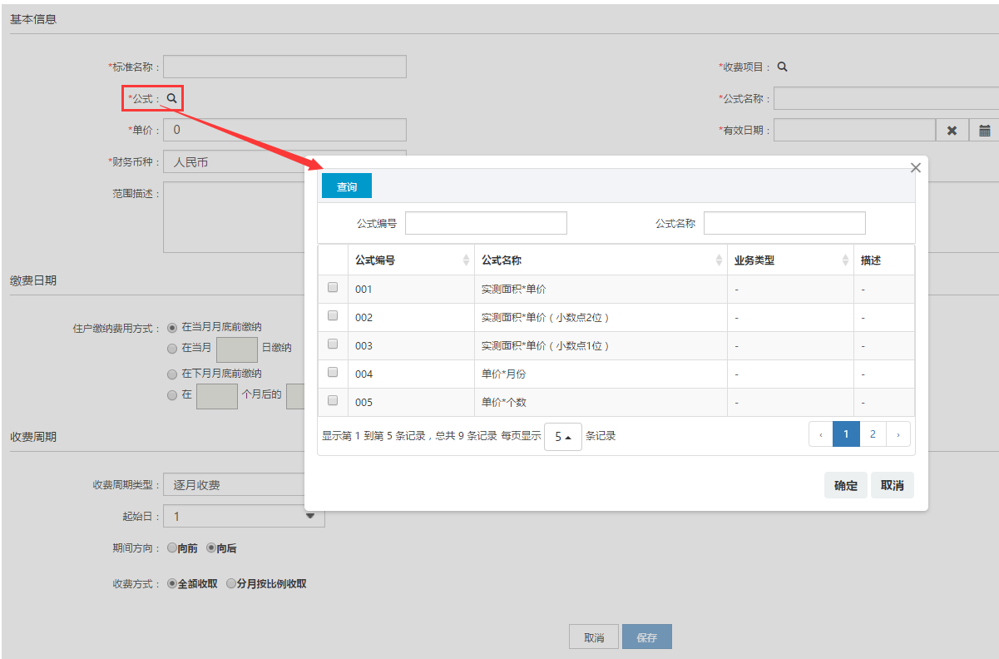 基本信息
*标准名称：
*收费项目：
*公式：
*公式名称：
*单价： 0
*有效日期：
*财务币种： 人民币
范围描述：
查询
公式编号 公式名称
公式编号 公式名称 业务类型 描述
001 实测面积*单价 - -
002 实测面积*单价（小数点2位） - -
003 实测面积*单价（小数点1位） - -
004 单价*月份 - -
005 单价*个数 - -
显示第 1 到第 5 条记录，总共 9 条记录 每页显示 5 条记录 ‹ 1 2 ›
确定 取消
缴费日期
住户缴纳费用方式： 在当月月底前缴纳
在当月 日缴纳
在下月月底前缴纳
在 个月后的
收费周期
收费周期类型： 逐月收费
起始日： 1
期间方向： 向前 向后
收费方式： 全额收取 分月按比例收取
取消 保存